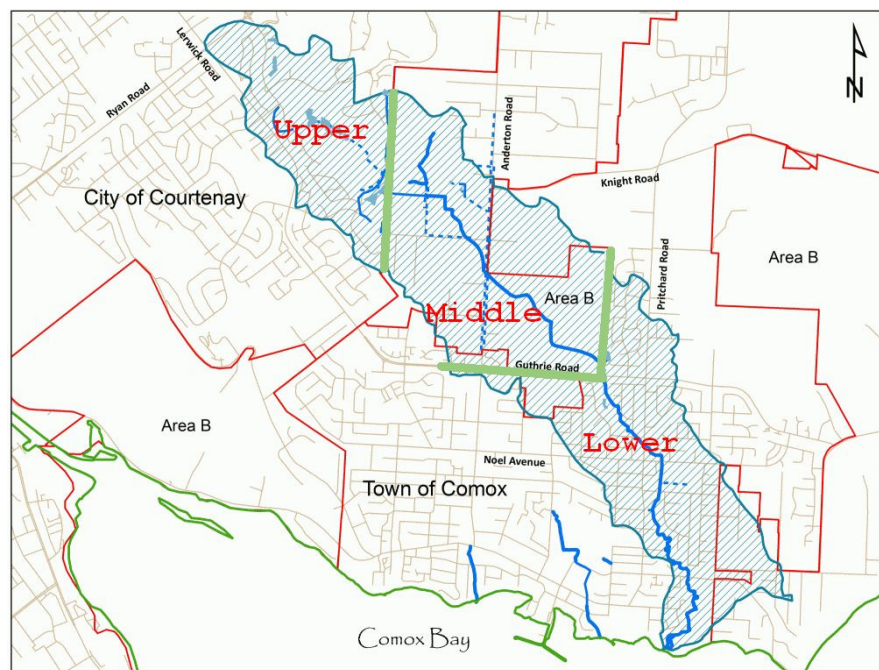 Lerwick Road
Ryan Road
Upper
Anderton Road
N
Knight Road
City of Courtenay
Pritchard Road
Area B
Area B
Middle
Guthrie Road
Area B
Lower
Noel Avenue
Town of Comox
Comox Bay